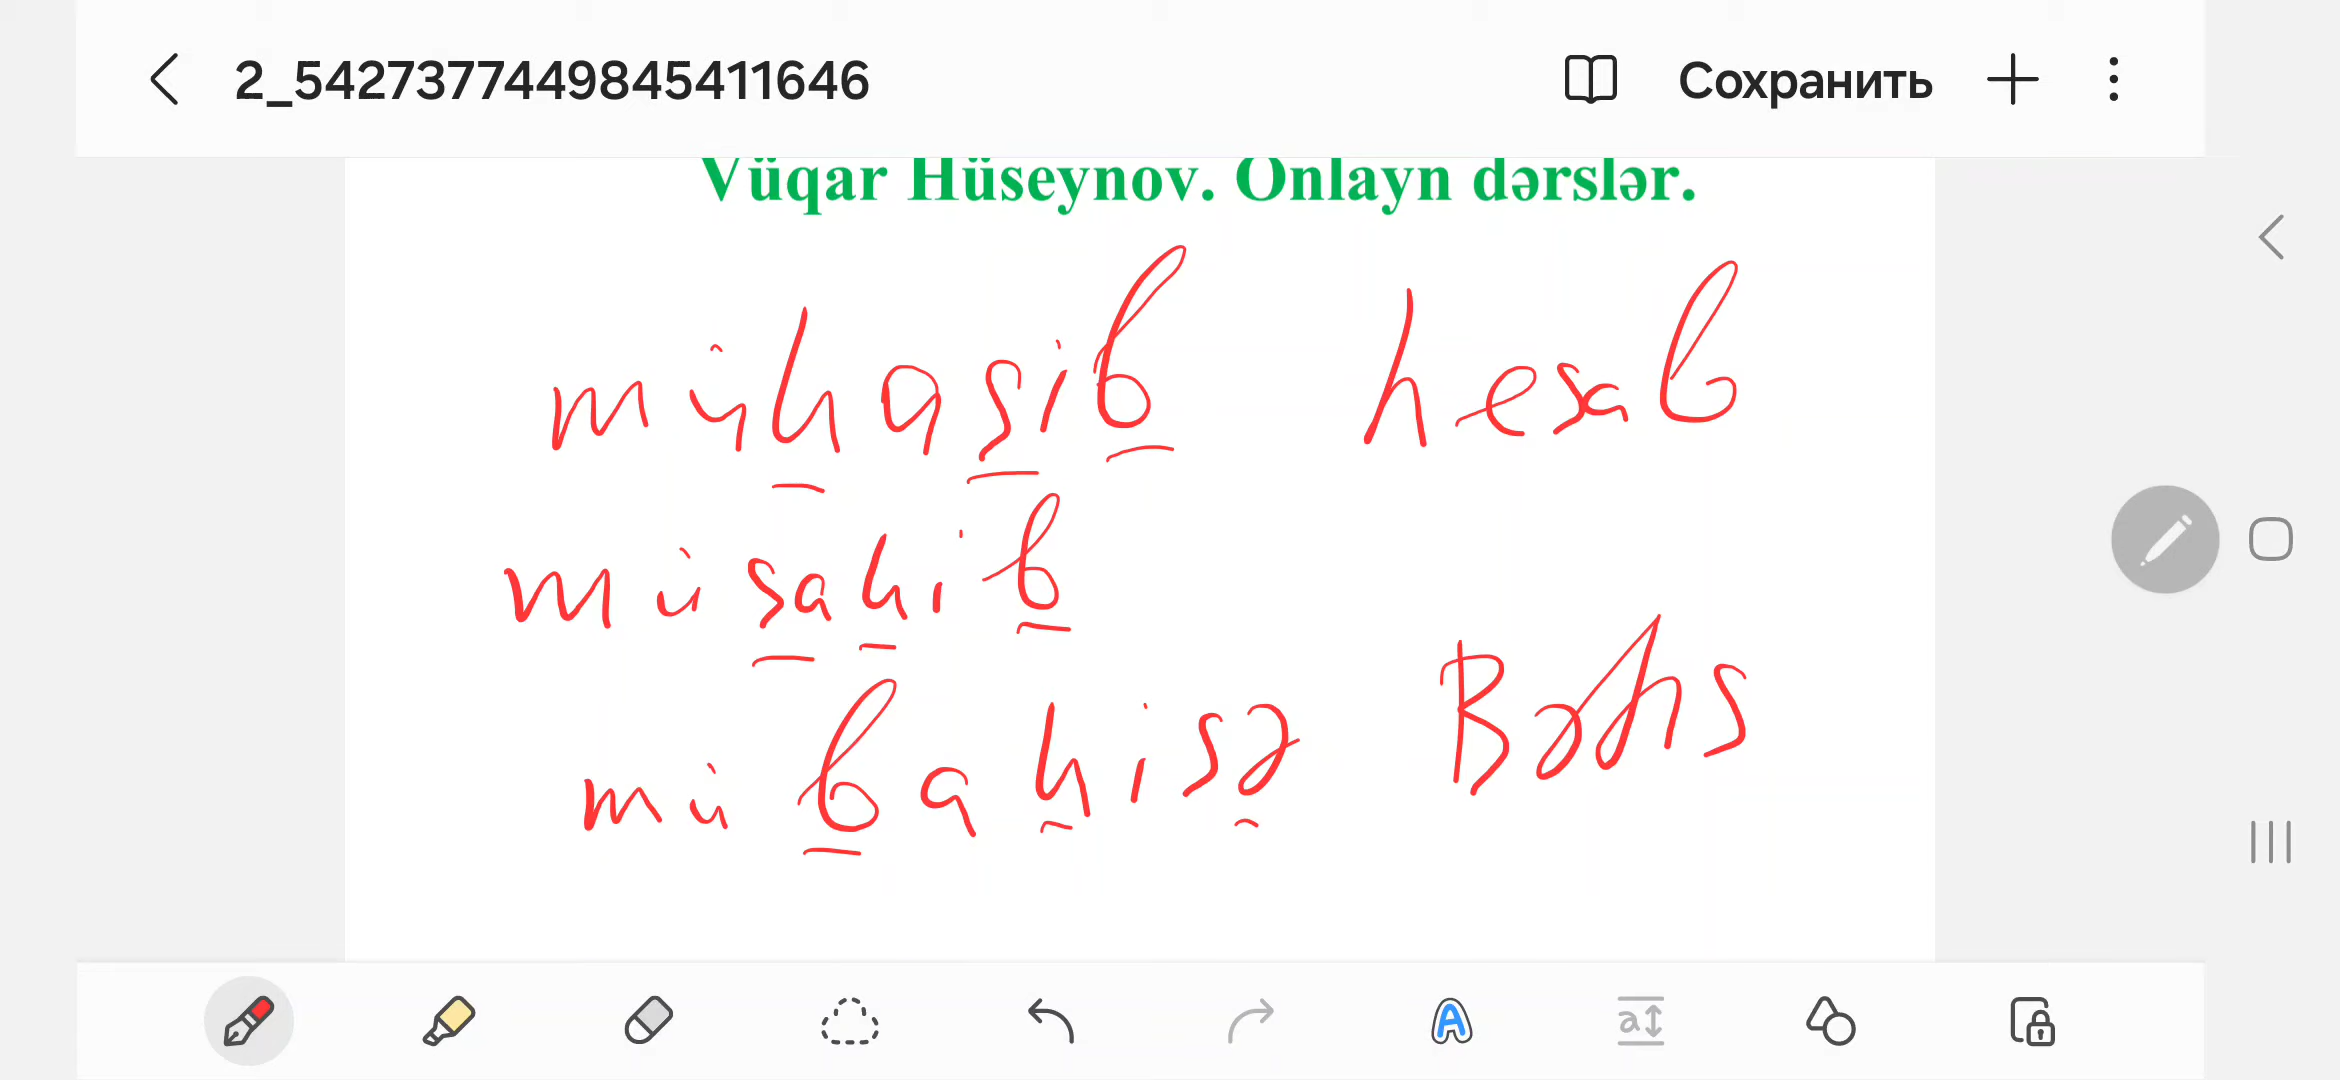 2_5427377449845411646 Сохранить
Vüqar Hüseynov. Onlayn dərslər.
mühasib hesab
müsahib
mübahisə Bəhs